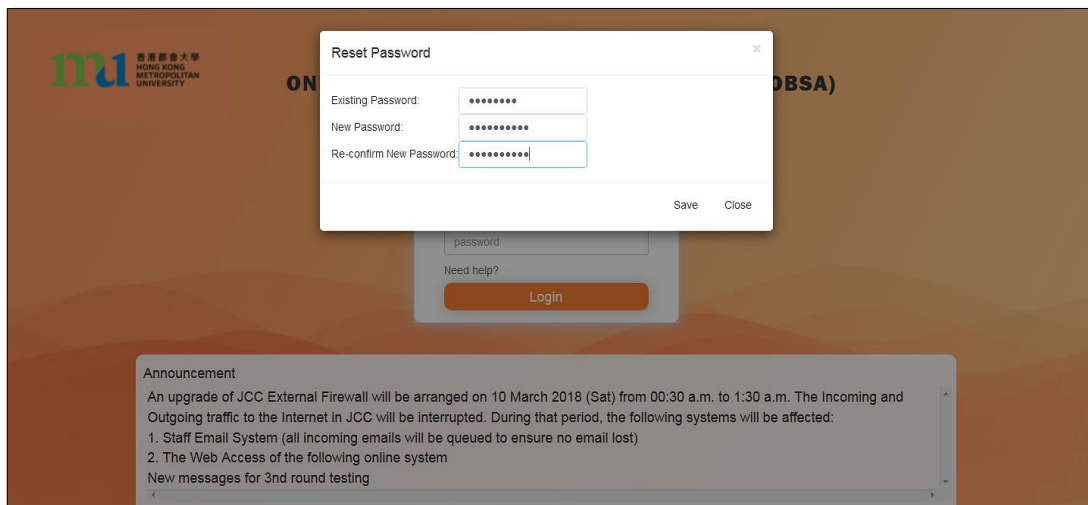 香港都會大學
HONG KONG
METROPOLITAN
UNIVERSITY
ON
OBSA)
Reset Password
×
Existing Password: ●●●●●●●●
New Password: ●●●●●●●●●●
Re-confirm New Password: ●●●●●●●●●●
Save Close
password
Need help?
Login
Announcement
An upgrade of JCC External Firewall will be arranged on 10 March 2018 (Sat) from 00:30 a.m. to 1:30 a.m. The Incoming and
Outgoing traffic to the Internet in JCC will be interrupted. During that period, the following systems will be affected:
1. Staff Email System (all incoming emails will be queued to ensure no email lost)
2. The Web Access of the following online system
New messages for 3nd round testing